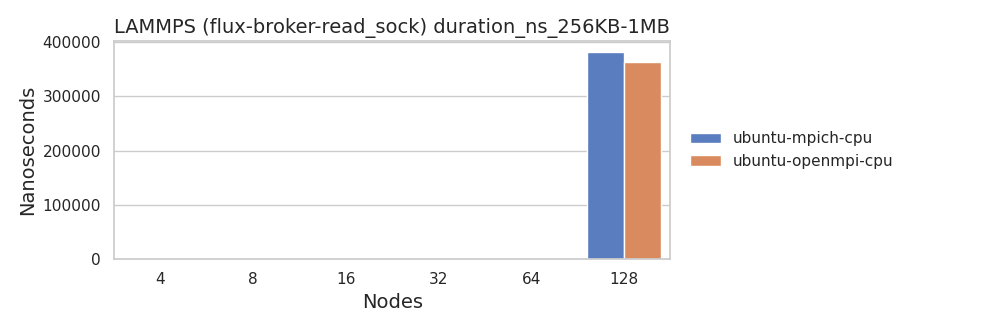 LAMMPS (flux-broker-read_sock) duration_ns_256KB-1MB
400000
300000
200000
100000
0
Nanoseconds
4 8 16 32 64 128
Nodes
ubuntu-mpich-cpu
ubuntu-openmpi-cpu